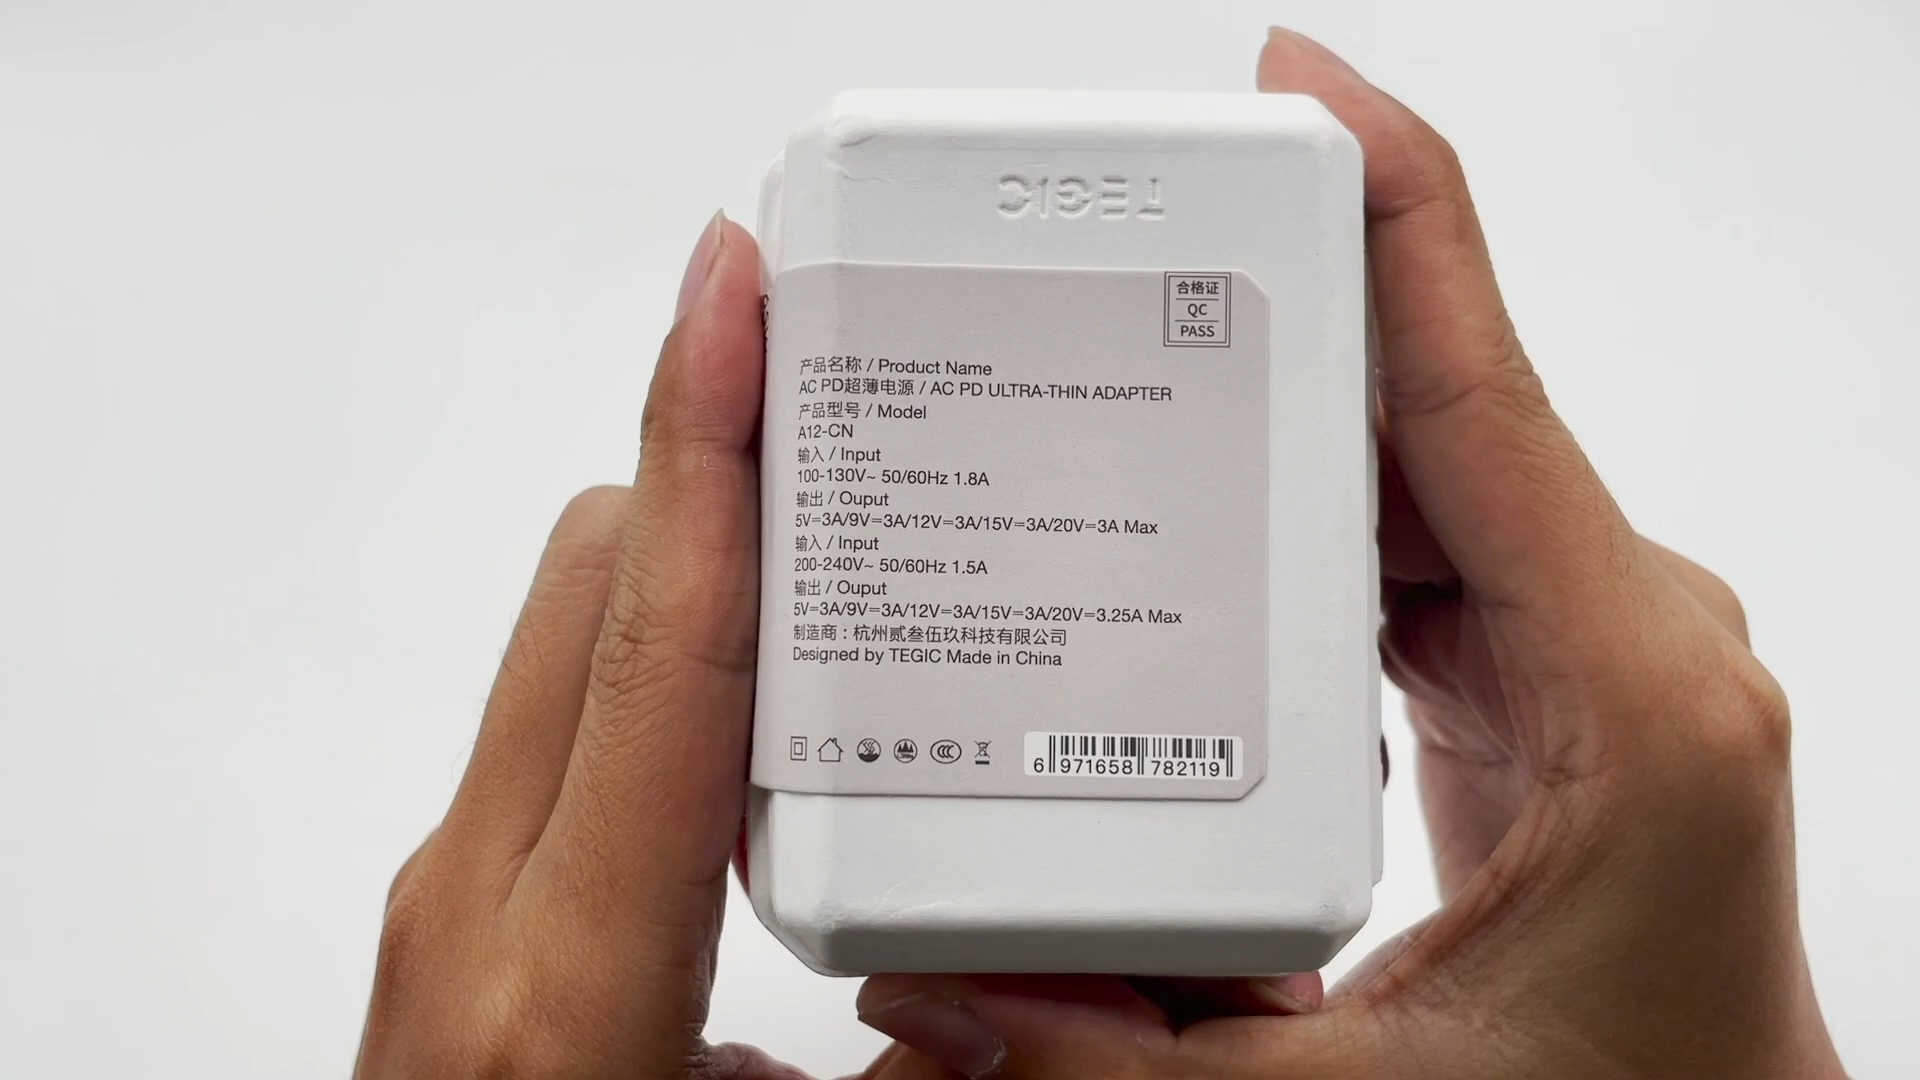 TEGIC
合格证
QC
PASS
产品名称 / Product Name
AC PD超薄电源 / AC PD ULTRA-THIN ADAPTER
产品型号 / Model
A12-CN
输入 / Input
100-130V~ 50/60Hz 1.8A
输出 / Ouput
5V=3A/9V=3A/12V=3A/15V=3A/20V=3A Max
输入 / Input
200-240V~ 50/60Hz 1.5A
输出 / Ouput
5V=3A/9V=3A/12V=3A/15V=3A/20V=3.25A Max
制造商：杭州贰叁伍玖科技有限公司
Designed by TEGIC Made in China
6 971658 782119